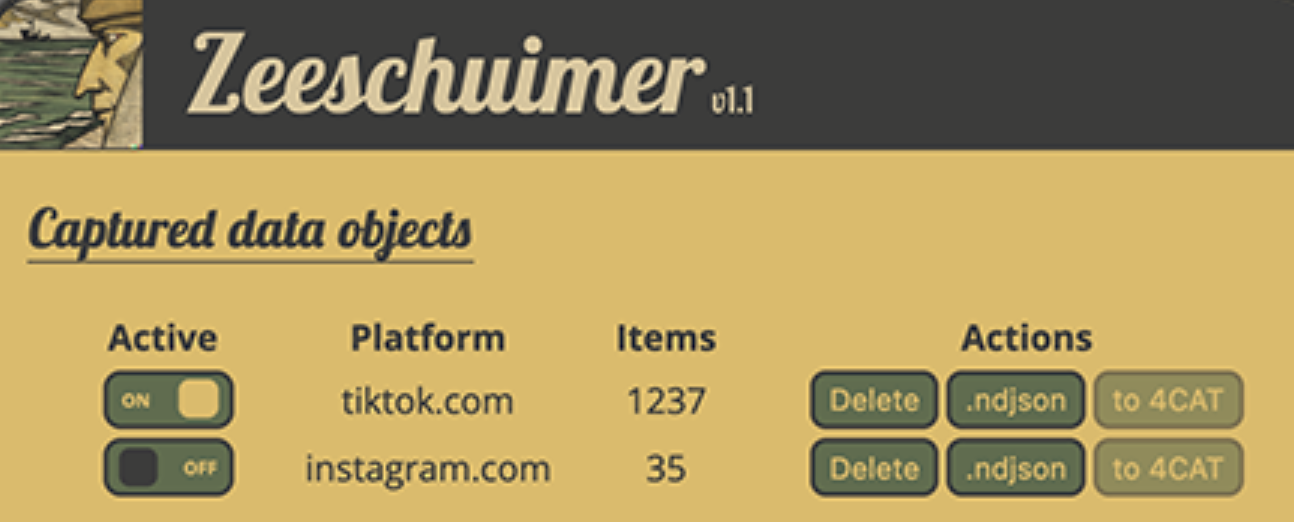 Zeeschuimer v1.1
Captured data objects
Active Platform Items Actions
ON tiktok.com 1237 Delete .ndjson to 4CAT
OFF instagram.com 35 Delete .ndjson to 4CAT